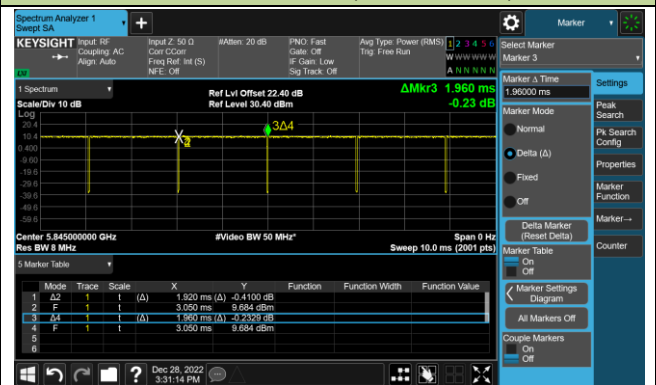 Spectrum Analyzer 1
Swept SA
+
Marker
KEYSIGHT
Input: RF
Coupling: AC
Align: Auto
Input Z: 50 Ω
Corr CCorr
Freq Ref: Int (S)
NFE: Off
#Atten: 20 dB
PNO: Fast
Gate: Off
IF Gain: Low
Sig Track: Off
Avg Type: Power (RMS)
Trig: Free Run
1 2 3 4 5 6
W W W W W W
A N N N N N
Select Marker
Marker 3
1 Spectrum
Scale/Div 10 dB
Log
Ref Lvl Offset 22.40 dB
Ref Level 30.40 dBm
ΔMkr3 1.960 ms
-0.23 dB
20.4
10.4
0.400
-9.60
-19.6
-29.6
-39.6
-49.6
-59.6
3Δ4
Center 5.845000000 GHz
Res BW 8 MHz
#Video BW 50 MHz*
Span 0 Hz
Sweep 10.0 ms (2001 pts)
5 Marker Table
Mode Trace Scale X Y Function Function Width Function Value
1 Δ2 1 t (Δ) 1.920 ms (Δ) -0.4100 dB
2 F 1 t 3.050 ms 9.684 dBm
3 Δ4 1 t (Δ) 1.960 ms (Δ) -0.2329 dB
4 F 1 t 3.050 ms 9.684 dBm
5
6
Marker Δ Time
1.96000 ms
Marker Mode
Normal
Delta (Δ)
Fixed
Off
Delta Marker
(Reset Delta)
Marker Table
On
Off
Marker Settings
Diagram
All Markers Off
Couple Markers
On
Off
Settings
Peak
Search
Pk Search
Config
Properties
Marker
Function
Marker→
Counter
?
Dec 28, 2022
3:31:14 PM